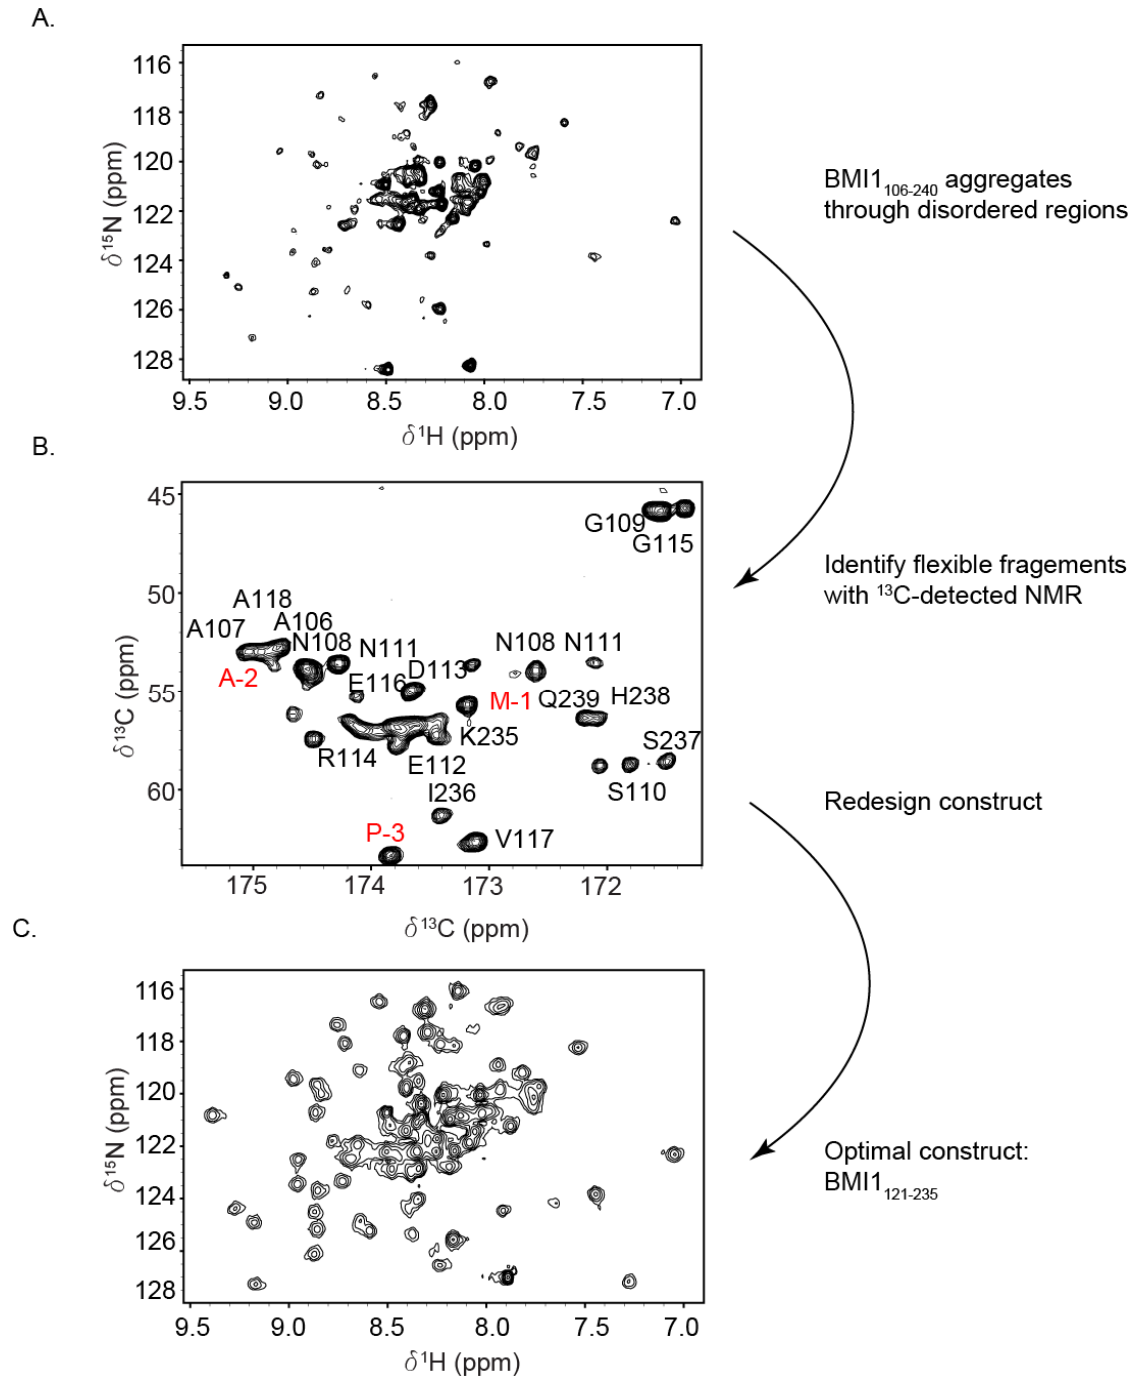 A.
116
118
120
122
124
126
128
δ15N (ppm)
9.5 9.0 8.5 8.0 7.5 7.0
δ1H (ppm)
BMI1106-240 aggregates
through disordered regions
B.
45
50
55
60
δ13C (ppm)
G109
G115
A118
A107 A106
N108 N111 N108 N111
A-2 E116 D113 M-1 Q239 H238
R114 E112 K235 S237
I236 S110
P-3 V117
175 174 173 172
δ13C (ppm)
Identify flexible fragements
with 13C-detected NMR
Redesign construct
C.
116
118
120
122
124
126
128
δ15N (ppm)
9.5 9.0 8.5 8.0 7.5 7.0
δ1H (ppm)
Optimal construct:
BMI1121-235